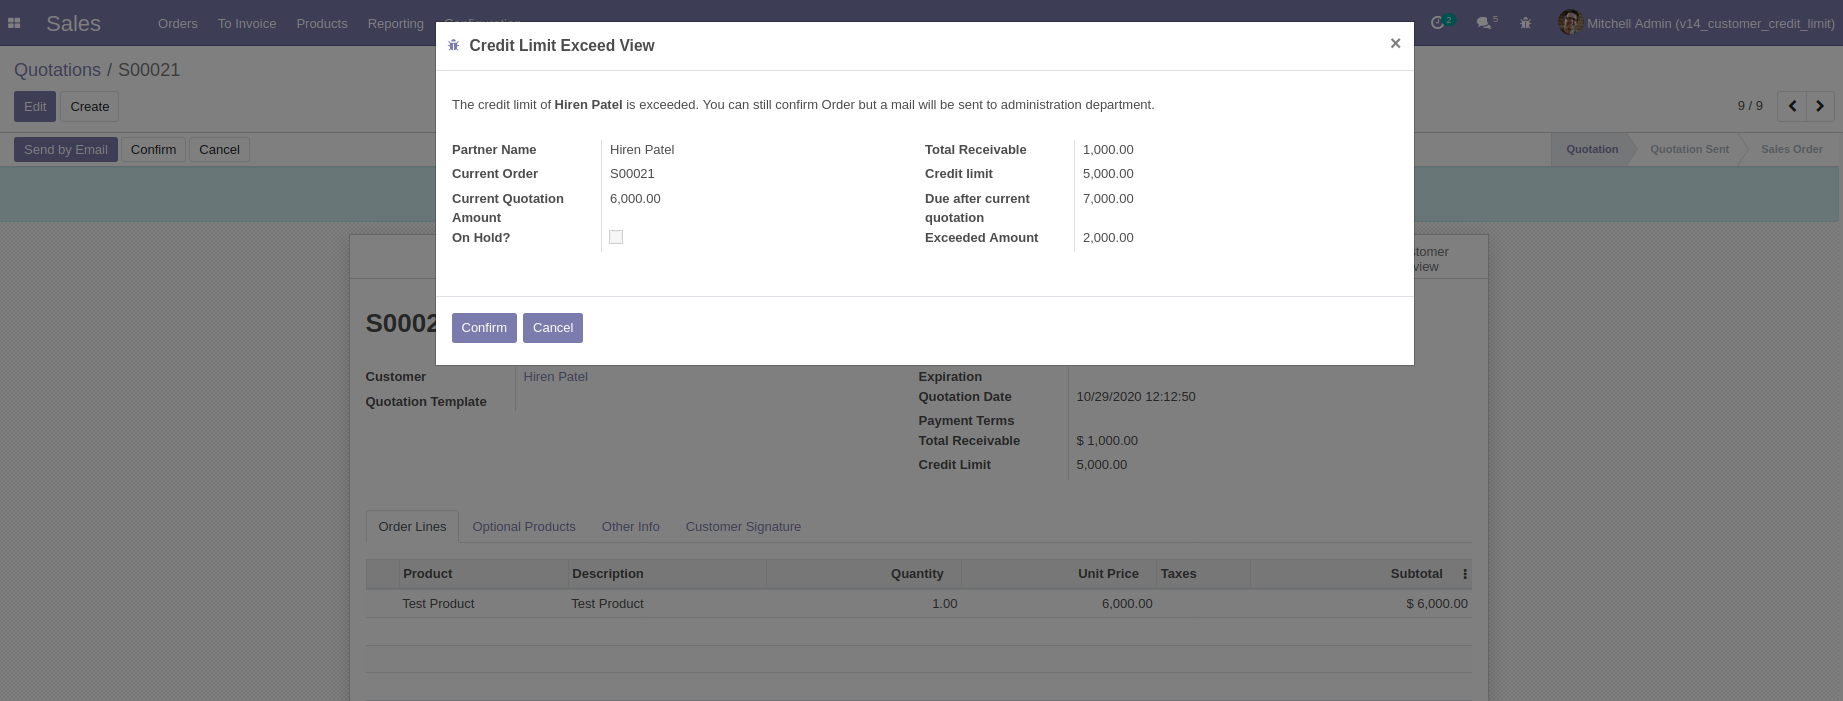 Sales Orders To Invoice Products Reporting 2 5 Mitchell Admin (v14_customer_credit_limit)
Quotations / S00021
Edit Create 9 / 9
Send by Email Confirm Cancel Quotation Quotation Sent Sales Order
Credit Limit Exceed View ×
The credit limit of Hiren Patel is exceeded. You can still confirm Order but a mail will be sent to administration department.
Partner Name Hiren Patel Total Receivable 1,000.00
Current Order S00021 Credit limit 5,000.00
Current Quotation 6,000.00 Due after current 7,000.00
Amount quotation
On Hold? Exceeded Amount 2,000.00
Confirm Cancel
stomer
view
S0002
Customer Hiren Patel Expiration
Quotation Date 10/29/2020 12:12:50
Quotation Template
Payment Terms
Total Receivable $ 1,000.00
Credit Limit 5,000.00
Order Lines Optional Products Other Info Customer Signature
Product Description Quantity Unit Price Taxes Subtotal
Test Product Test Product 1.00 6,000.00 $ 6,000.00